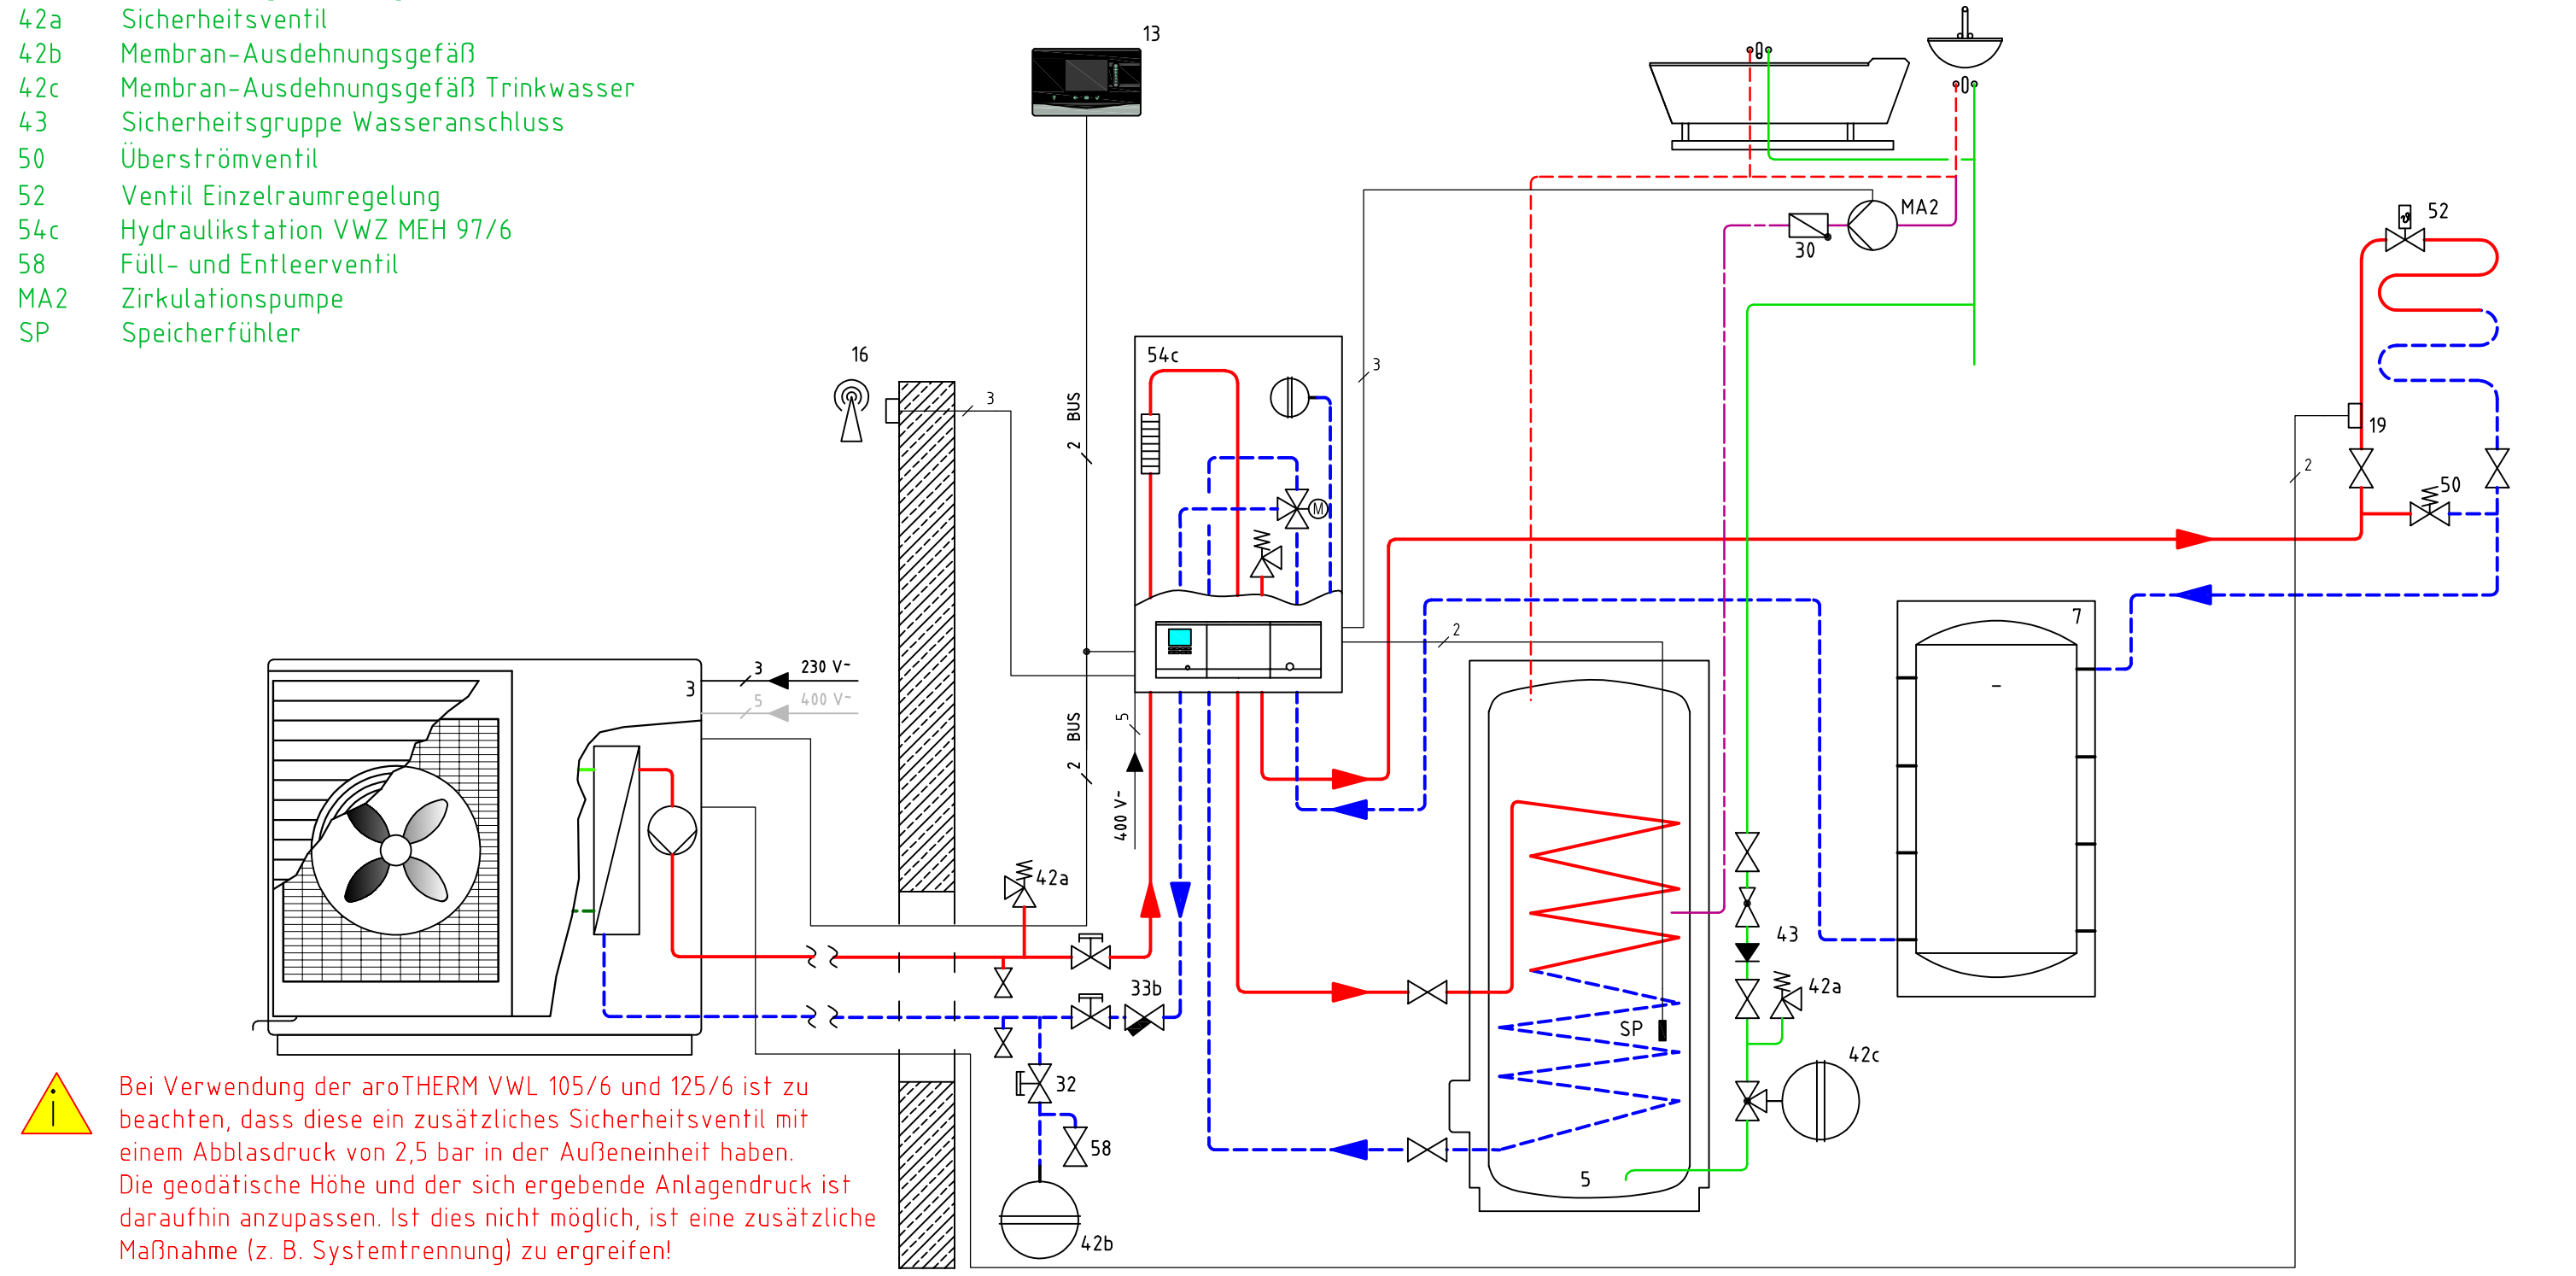 42a Sicherheitsventil
42b Membran-Ausdehnungsgefäß
42c Membran-Ausdehnungsgefäß Trinkwasser
43 Sicherheitsgruppe Wasseranschluss
50 Überströmventil
52 Ventil Einzelraumregelung
54c Hydraulikstation VWZ MEH 97/6
58 Füll- und Entleerventil
MA2 Zirkulationspumpe
SP Speicherfühler
13
MA2
30
52
16
54c
3
3
BUS
2
M
19
2
50
2
7
3
3 230 V~
5 400 V~
BUS
2
5
400 V~
42a
33b
43
42a
SP
42c
32
58
5
42b
Bei Verwendung der aroTHERM VWL 105/6 und 125/6 ist zu
beachten, dass diese ein zusätzliches Sicherheitsventil mit
einem Abblasdruck von 2,5 bar in der Außeneinheit haben.
Die geodätische Höhe und der sich ergebende Anlagendruck ist
daraufhin anzupassen. Ist dies nicht möglich, ist eine zusätzliche
Maßnahme (z. B. Systemtrennung) zu ergreifen!